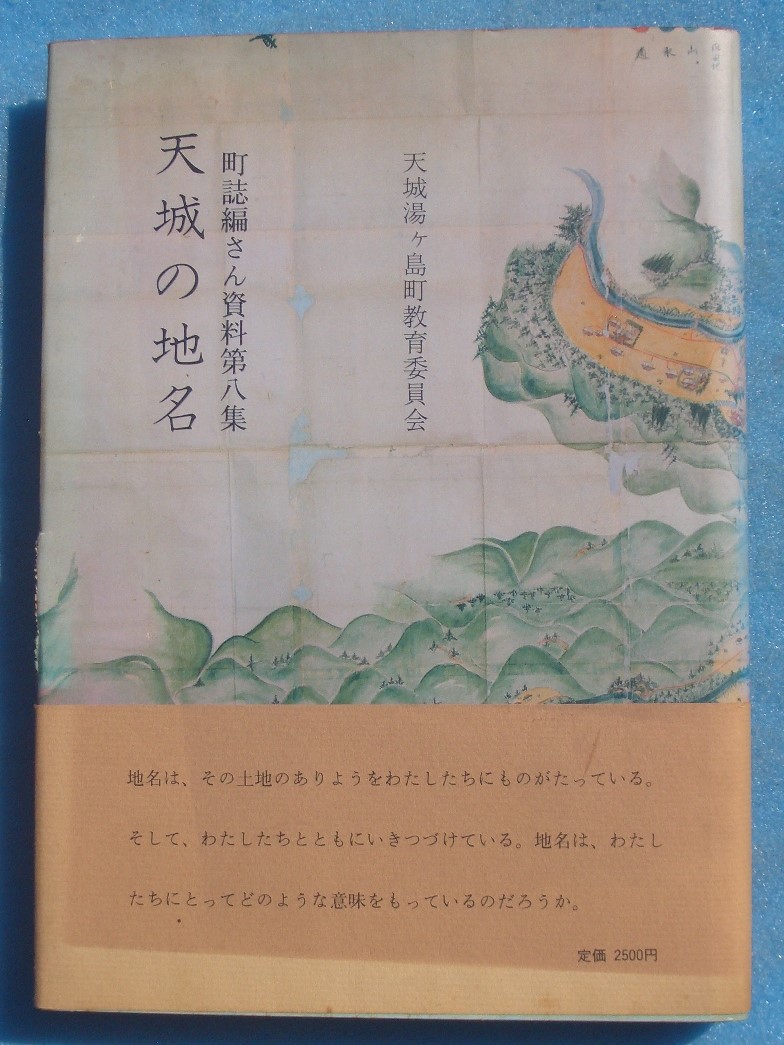 天城湯ヶ島町教育委員会
町誌編さん資料第八集
天城の地名
地名は、その土地のありようをわたしたちにものがたっている。
そして、わたしたちとともにいきつづけている。地名は、わたし
たちにとってどのような意味をもっているのだろうか。
定価 2500円